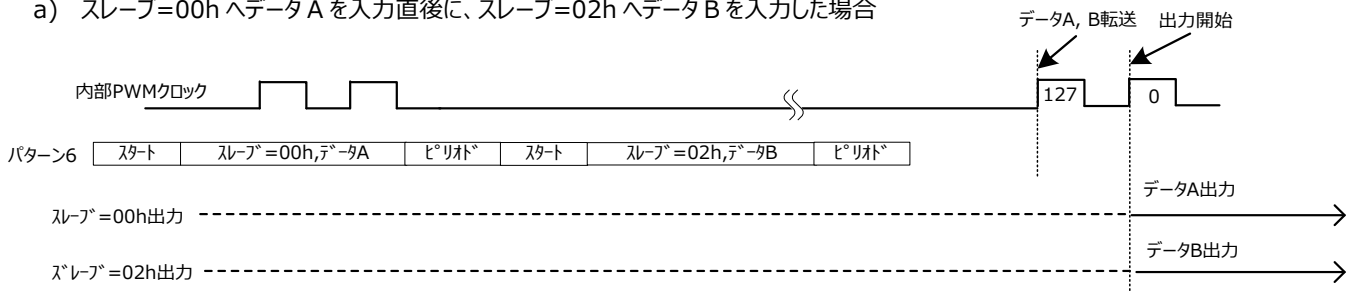 a) スレーブ=00h へデータ A を入力直後に、スレーブ=02h へデータ B を入力した場合
データA, B転送 出力開始
内部PWMクロック
127 0
パターン6 ｽﾀｰﾄ ｽﾚｰﾌﾞ=00h,ﾃﾞｰﾀA ﾋﾟﾘｵﾄﾞ ｽﾀｰﾄ ｽﾚｰﾌﾞ=02h,ﾃﾞｰﾀB ﾋﾟﾘｵﾄﾞ
データA出力
ｽﾚｰﾌﾞ=00h出力
データB出力
ｽﾞﾚｰﾌﾞ=02h出力